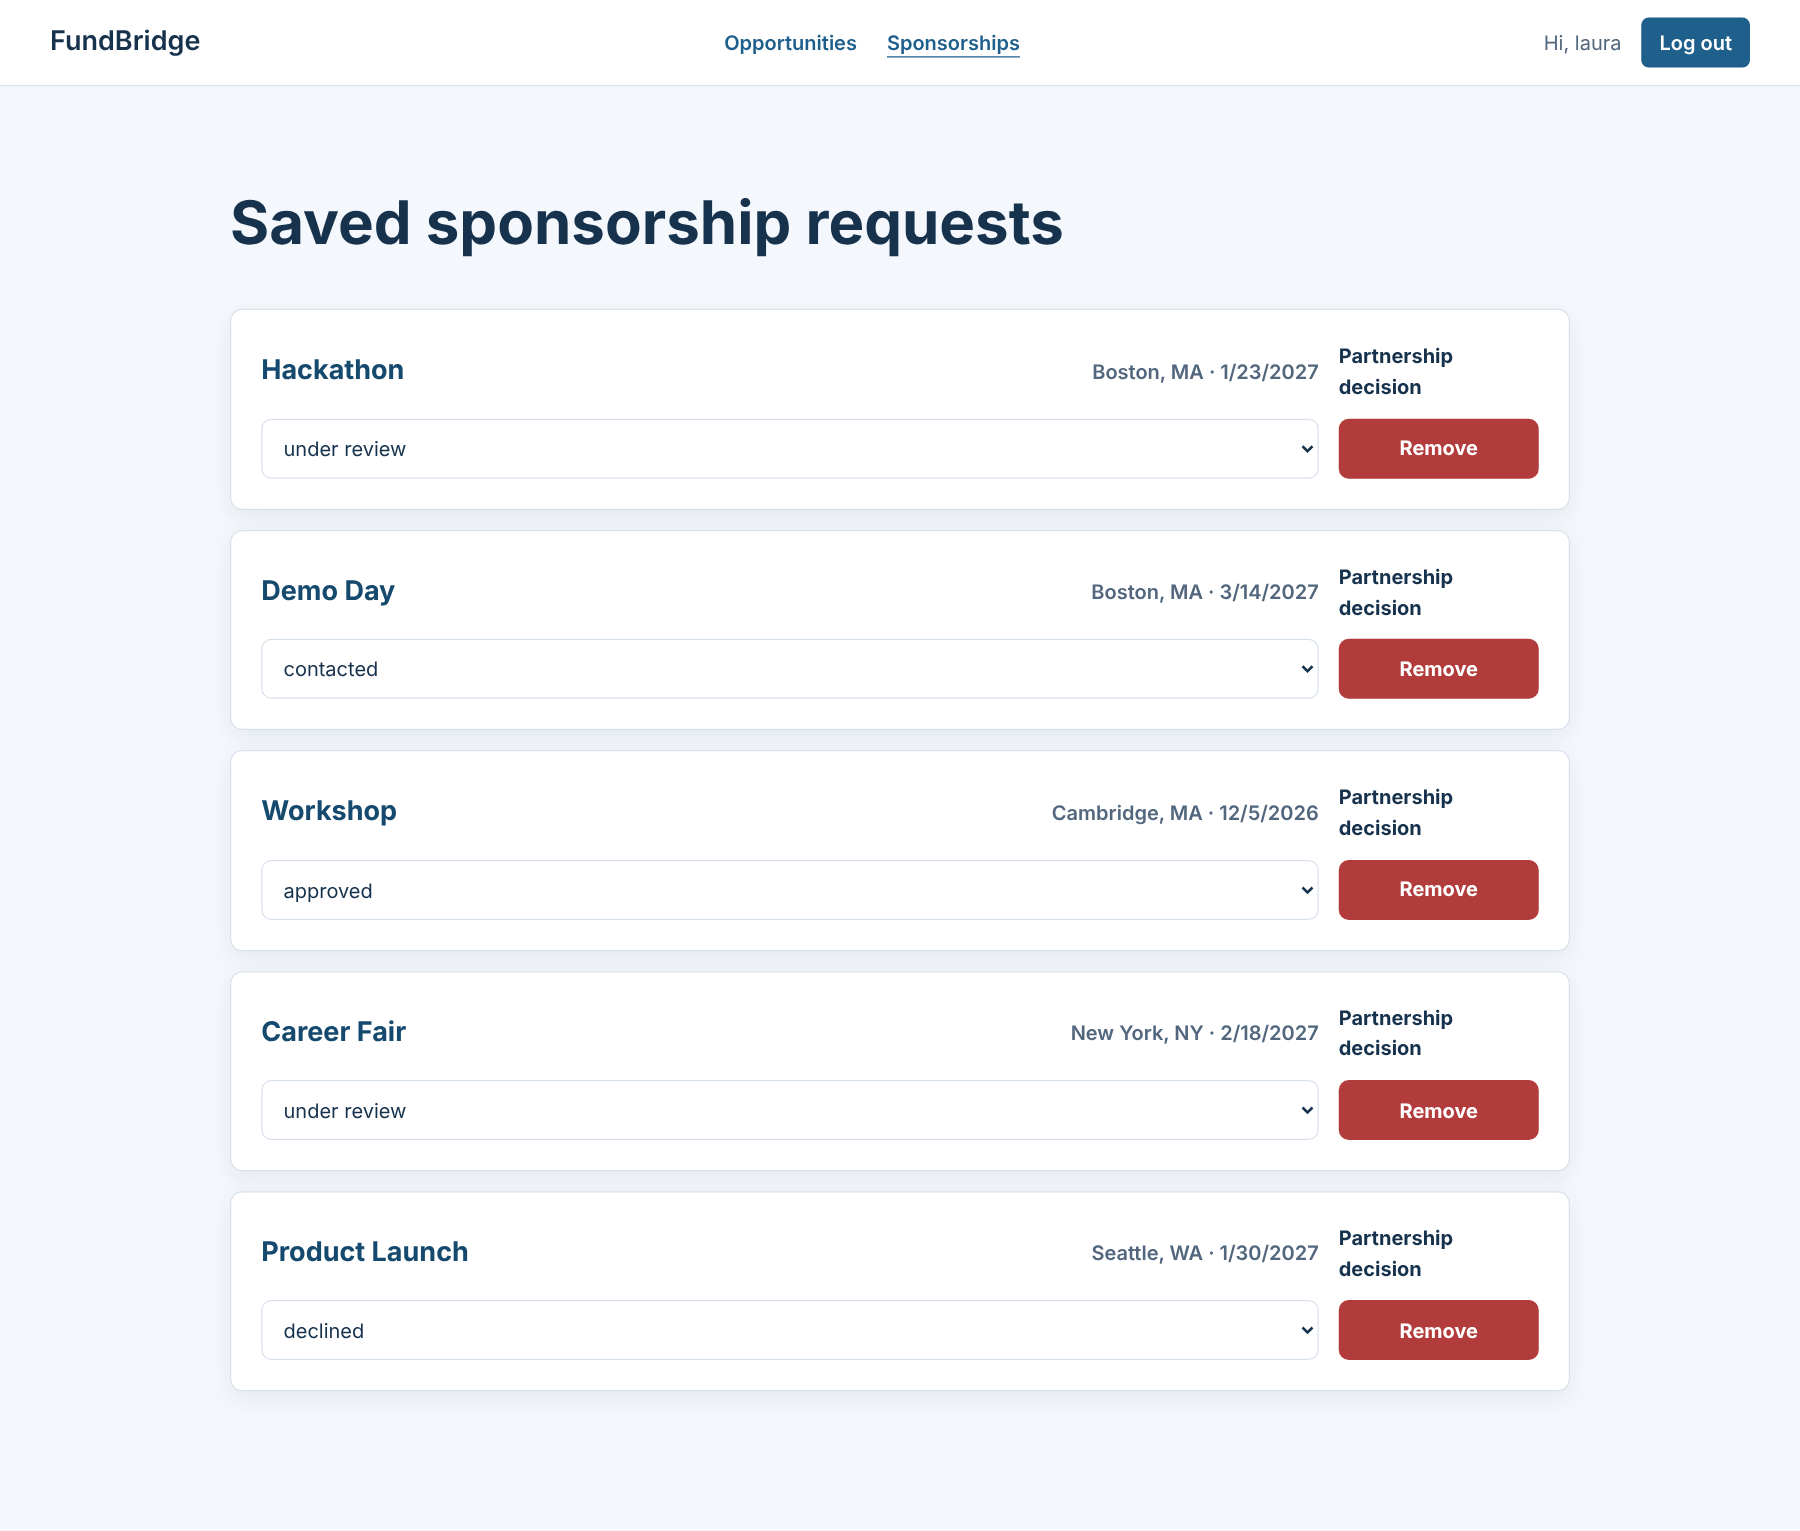 FundBridge
Opportunities
Sponsorships
Hi, laura
Log out
Saved sponsorship requests
Hackathon
Boston, MA · 1/23/2027
Partnership
decision
under review
Remove
Demo Day
Boston, MA · 3/14/2027
Partnership
decision
contacted
Remove
Workshop
Cambridge, MA · 12/5/2026
Partnership
decision
approved
Remove
Career Fair
New York, NY · 2/18/2027
Partnership
decision
under review
Remove
Product Launch
Seattle, WA · 1/30/2027
Partnership
decision
declined
Remove